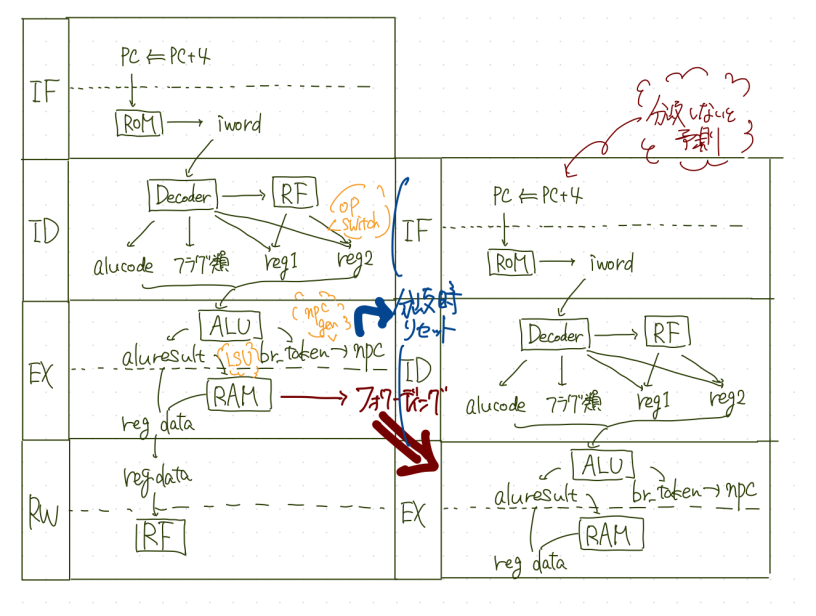 IF
PC ⇐ PC+4
ROM → iword
ID
Decoder → RF
op
switch
alucode フラグ類 reg1 reg2
EX
ALU
npc
gen
aluresult LSU br_token → npc
RAM → フォワーディング
reg data
RW
reg data
RF
分岐しないと
予測
分岐時
リセット
IF
PC ⇐ PC+4
ROM → iword
ID
Decoder → RF
alucode フラグ類 reg1 reg2
EX
ALU
aluresult br_token → npc
RAM
reg data